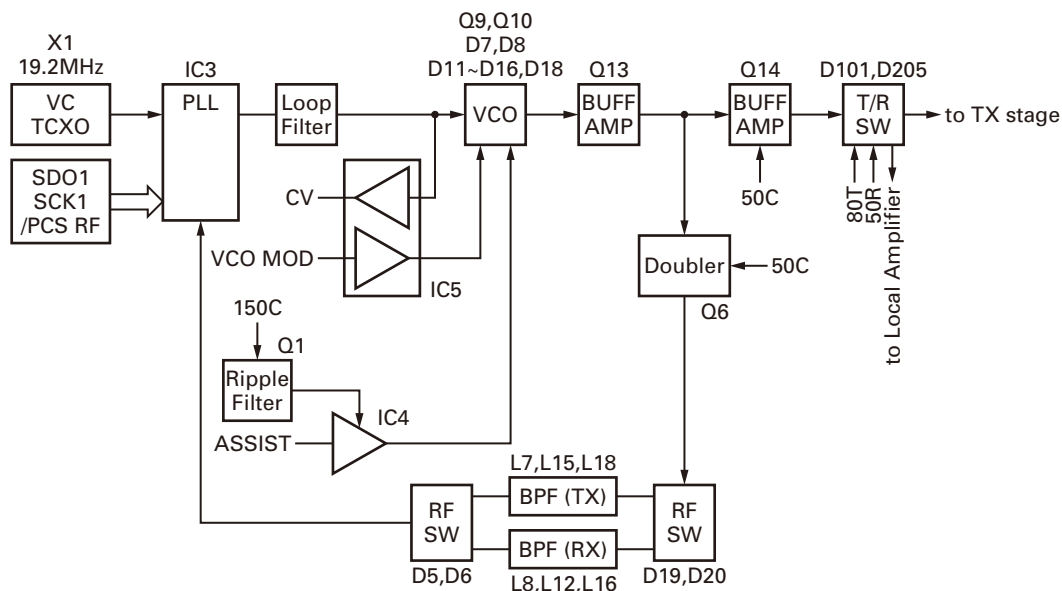 X1
19.2MHz
VC
TCXO
SDO1
SCK1
/PCS RF
IC3
PLL
Loop
Filter
Q9,Q10
D7,D8
D11~D16,D18
VCO
Q13
BUFF
AMP
Q14
BUFF
AMP
50C
D101,D205
T/R
SW
to TX stage
80T
50R
to Local Amplifier
CV
VCO MOD
IC5
Doubler
50C
Q6
150C
Q1
Ripple
Filter
IC4
ASSIST
L7,L15,L18
BPF (TX)
RF
SW
D5,D6
BPF (RX)
L8,L12,L16
RF
SW
D19,D20